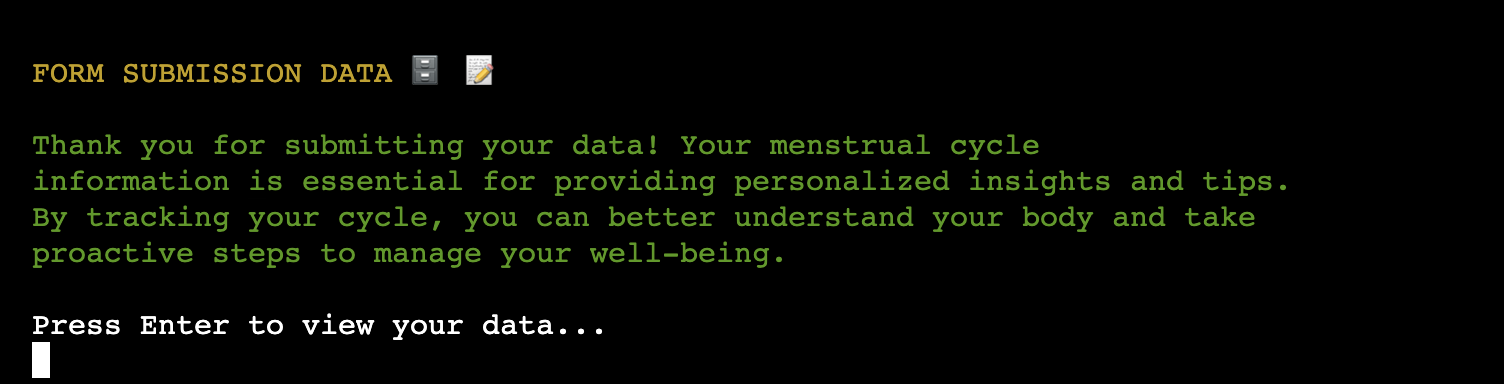 FORM SUBMISSION DATA 🗄 📝
Thank you for submitting your data! Your menstrual cycle
information is essential for providing personalized insights and tips.
By tracking your cycle, you can better understand your body and take
proactive steps to manage your well-being.
Press Enter to view your data...